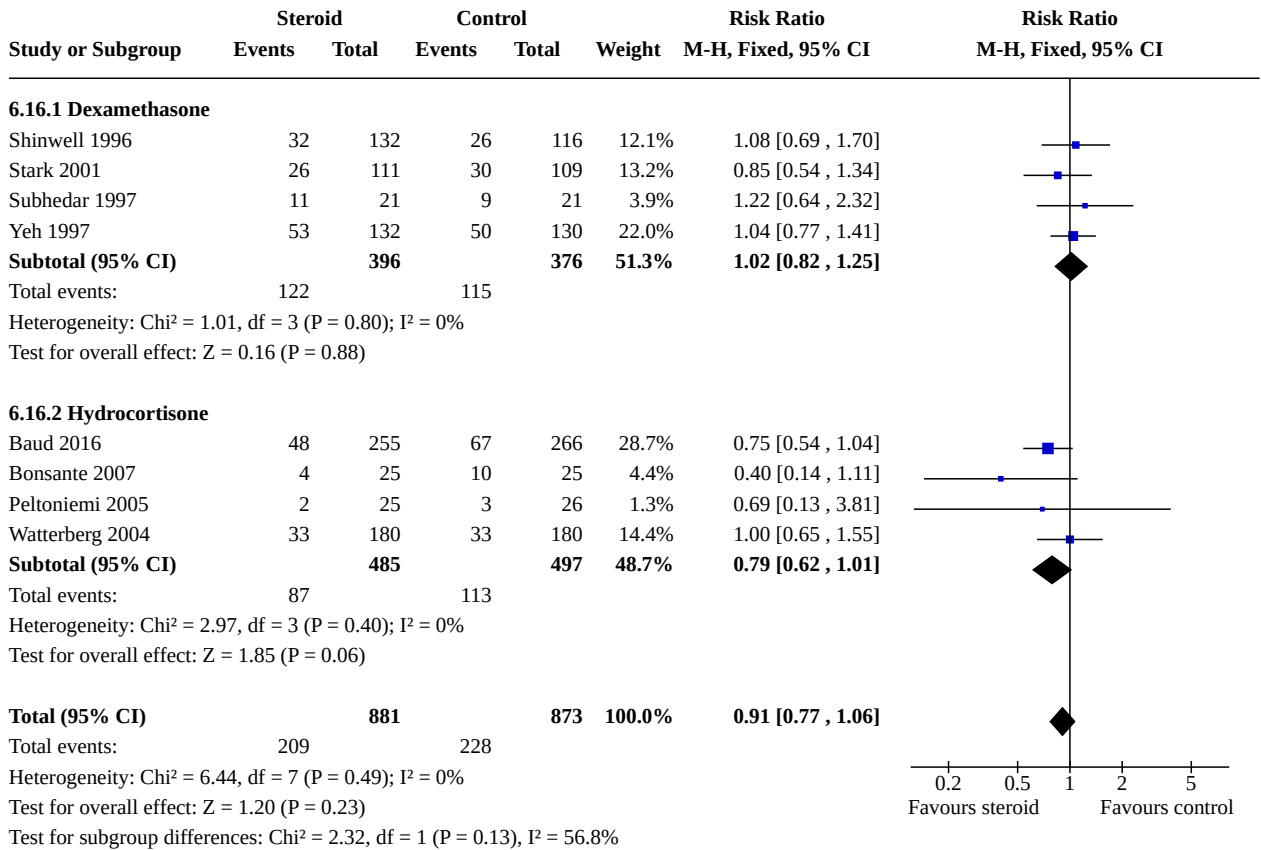 Steroid Control Risk Ratio Risk Ratio
Study or Subgroup Events Total Events Total Weight M-H, Fixed, 95% CI M-H, Fixed, 95% CI
6.16.1 Dexamethasone
Shinwell 1996 32 132 26 116 12.1% 1.08 [0.69 , 1.70]
Stark 2001 26 111 30 109 13.2% 0.85 [0.54 , 1.34]
Subhedar 1997 11 21 9 21 3.9% 1.22 [0.64 , 2.32]
Yeh 1997 53 132 50 130 22.0% 1.04 [0.77 , 1.41]
Subtotal (95% CI) 396 376 51.3% 1.02 [0.82 , 1.25]
Total events: 122 115
Heterogeneity: Chi² = 1.01, df = 3 (P = 0.80); I² = 0%
Test for overall effect: Z = 0.16 (P = 0.88)
6.16.2 Hydrocortisone
Baud 2016 48 255 67 266 28.7% 0.75 [0.54 , 1.04]
Bonsante 2007 4 25 10 25 4.4% 0.40 [0.14 , 1.11]
Peltoniemi 2005 2 25 3 26 1.3% 0.69 [0.13 , 3.81]
Watterberg 2004 33 180 33 180 14.4% 1.00 [0.65 , 1.55]
Subtotal (95% CI) 485 497 48.7% 0.79 [0.62 , 1.01]
Total events: 87 113
Heterogeneity: Chi² = 2.97, df = 3 (P = 0.40); I² = 0%
Test for overall effect: Z = 1.85 (P = 0.06)
Total (95% CI) 881 873 100.0% 0.91 [0.77 , 1.06]
Total events: 209 228
Heterogeneity: Chi² = 6.44, df = 7 (P = 0.49); I² = 0%
0.2 0.5 1 2 5
Test for overall effect: Z = 1.20 (P = 0.23) Favours steroid Favours control
Test for subgroup differences: Chi² = 2.32, df = 1 (P = 0.13), I² = 56.8%